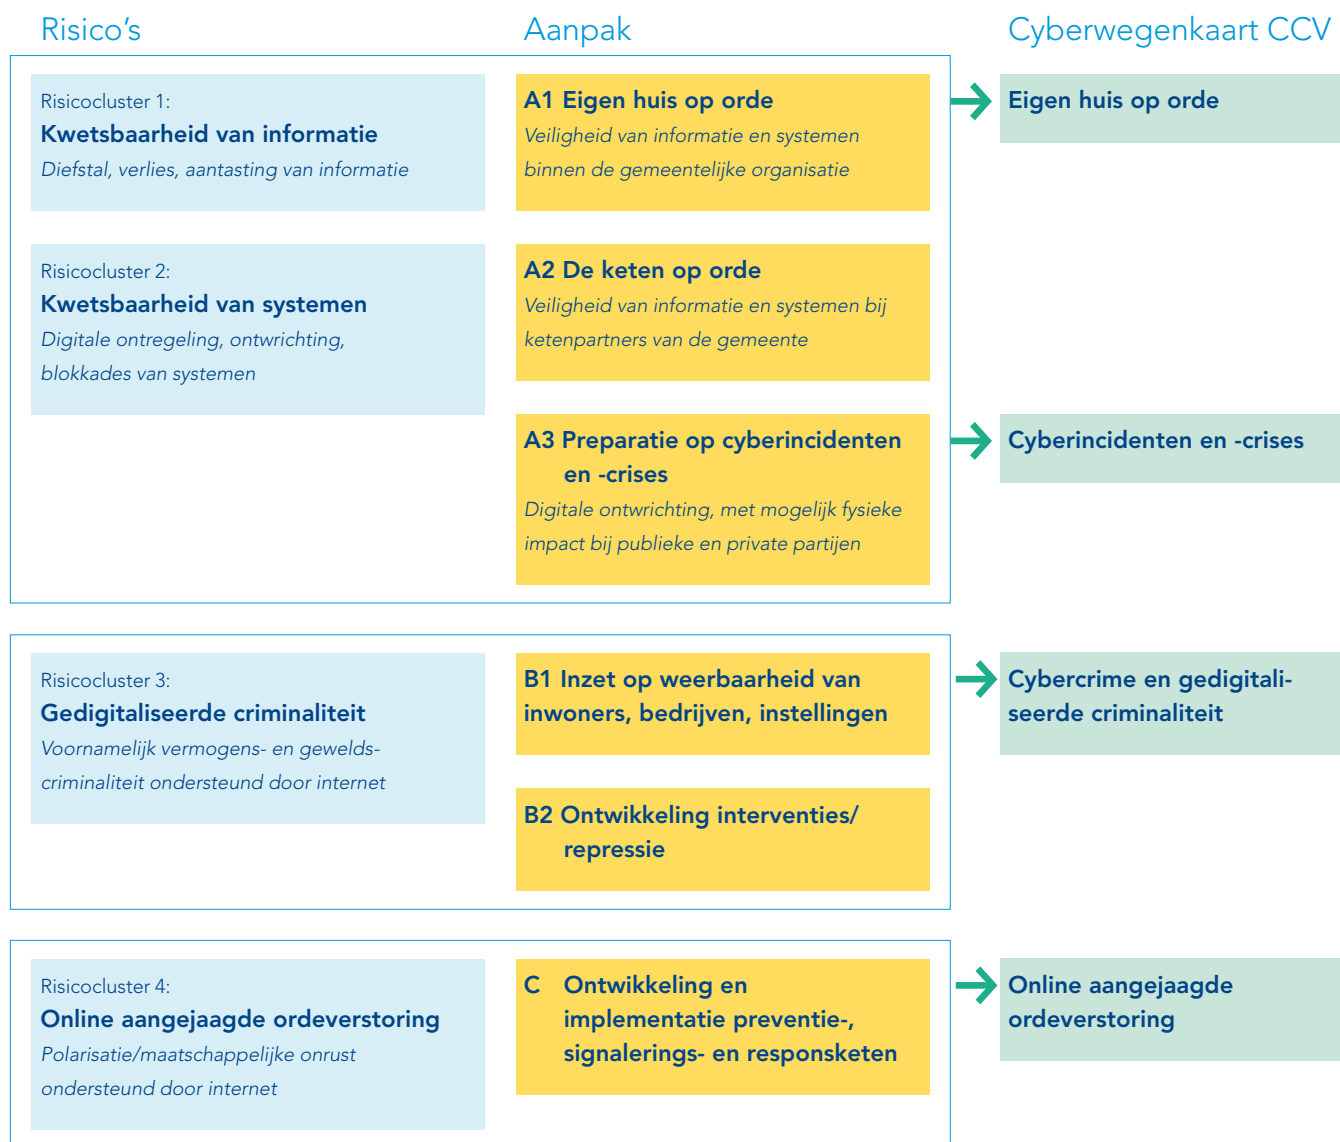 Risico's
Aanpak
Cyberwegenkaart CCV
Risicocluster 1:
Kwetsbaarheid van informatie
Diefstal, verlies, aantasting van informatie
A1 Eigen huis op orde
Veiligheid van informatie en systemen
binnen de gemeentelijke organisatie
Eigen huis op orde
Risicocluster 2:
Kwetsbaarheid van systemen
Digitale ontregeling, ontwrichting,
blokkades van systemen
A2 De keten op orde
Veiligheid van informatie en systemen bij
ketenpartners van de gemeente
A3 Preparatie op cyberincidenten
en -crises
Digitale ontwrichting, met mogelijk fysieke
impact bij publieke en private partijen
Cyberincidenten en -crises
Risicocluster 3:
Gedigitaliseerde criminaliteit
Voornamelijk vermogens- en gewelds-
criminaliteit ondersteund door internet
B1 Inzet op weerbaarheid van
inwoners, bedrijven, instellingen
Cybercrime en gedigitali-
seerde criminaliteit
B2 Ontwikkeling interventies/
repressie
Risicocluster 4:
Online aangejaagde ordeverstoring
Polarisatie/maatschappelijke onrust
ondersteund door internet
C Ontwikkeling en
implementatie preventie-,
signalerings- en responsketen
Online aangejaagde
ordeverstoring